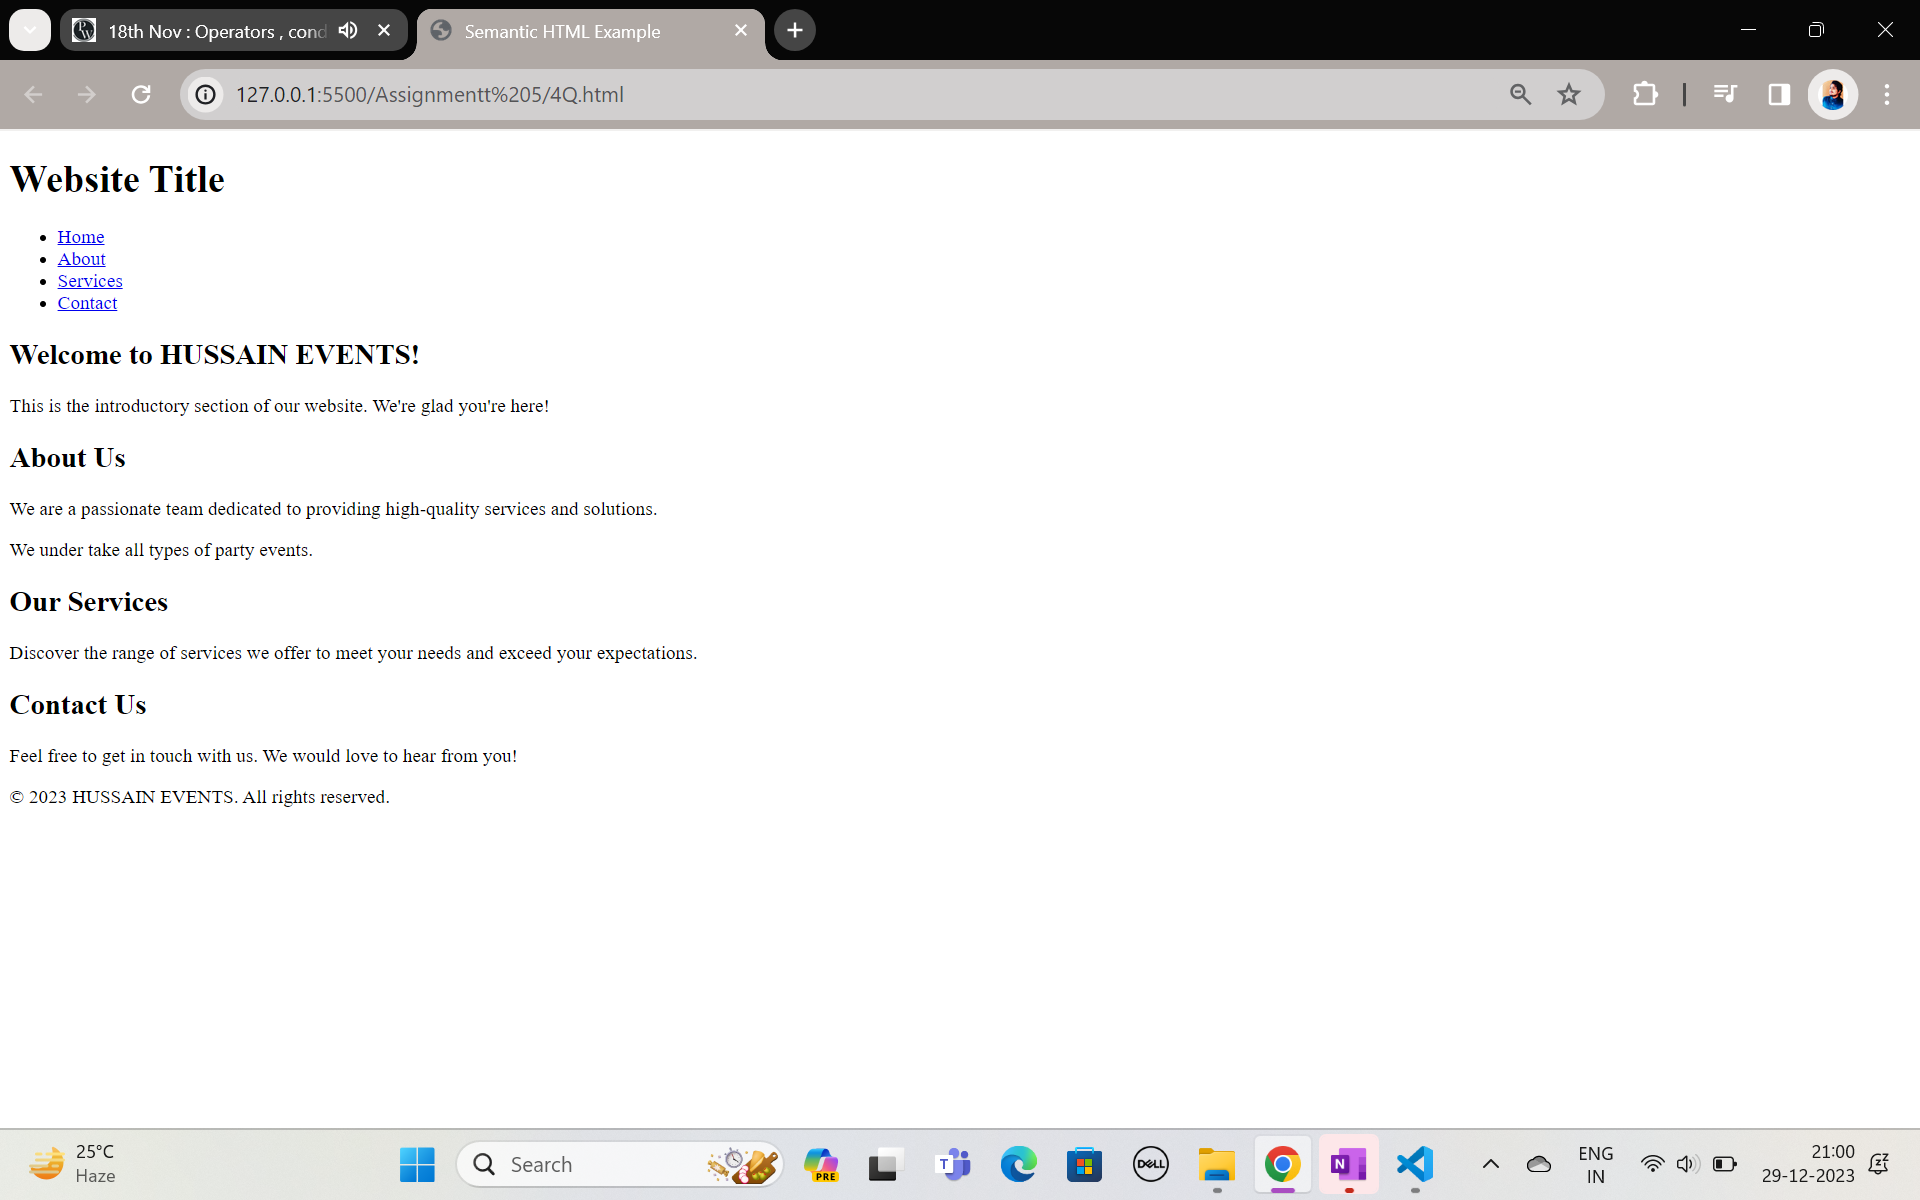 18th Nov : Operators , cond
Semantic HTML Example
127.0.0.1:5500/Assignmentt%205/4Q.html
Website Title
Home
About
Services
Contact
Welcome to HUSSAIN EVENTS!
This is the introductory section of our website. We're glad you're here!
About Us
We are a passionate team dedicated to providing high-quality services and solutions.
We under take all types of party events.
Our Services
Discover the range of services we offer to meet your needs and exceed your expectations.
Contact Us
Feel free to get in touch with us. We would love to hear from you!
© 2023 HUSSAIN EVENTS. All rights reserved.
25°C
Haze
Search
PRE
T
DELL
N
ENG
IN
21:00
29-12-2023